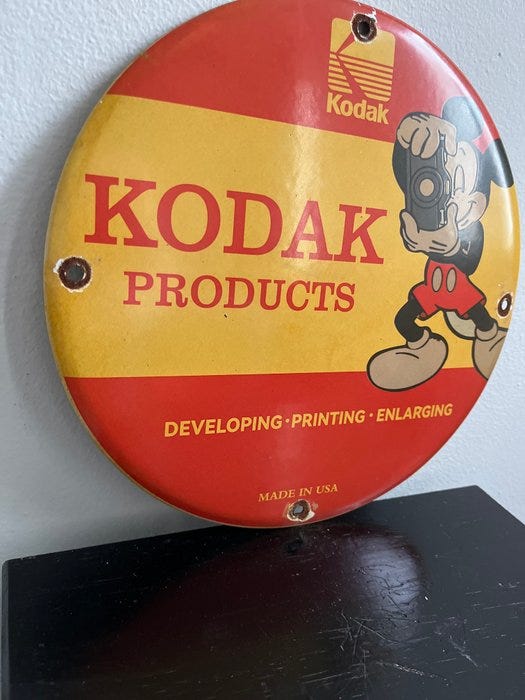 Kodak
KODAK
PRODUCTS
DEVELOPING · PRINTING · ENLARGING
MADE IN USA